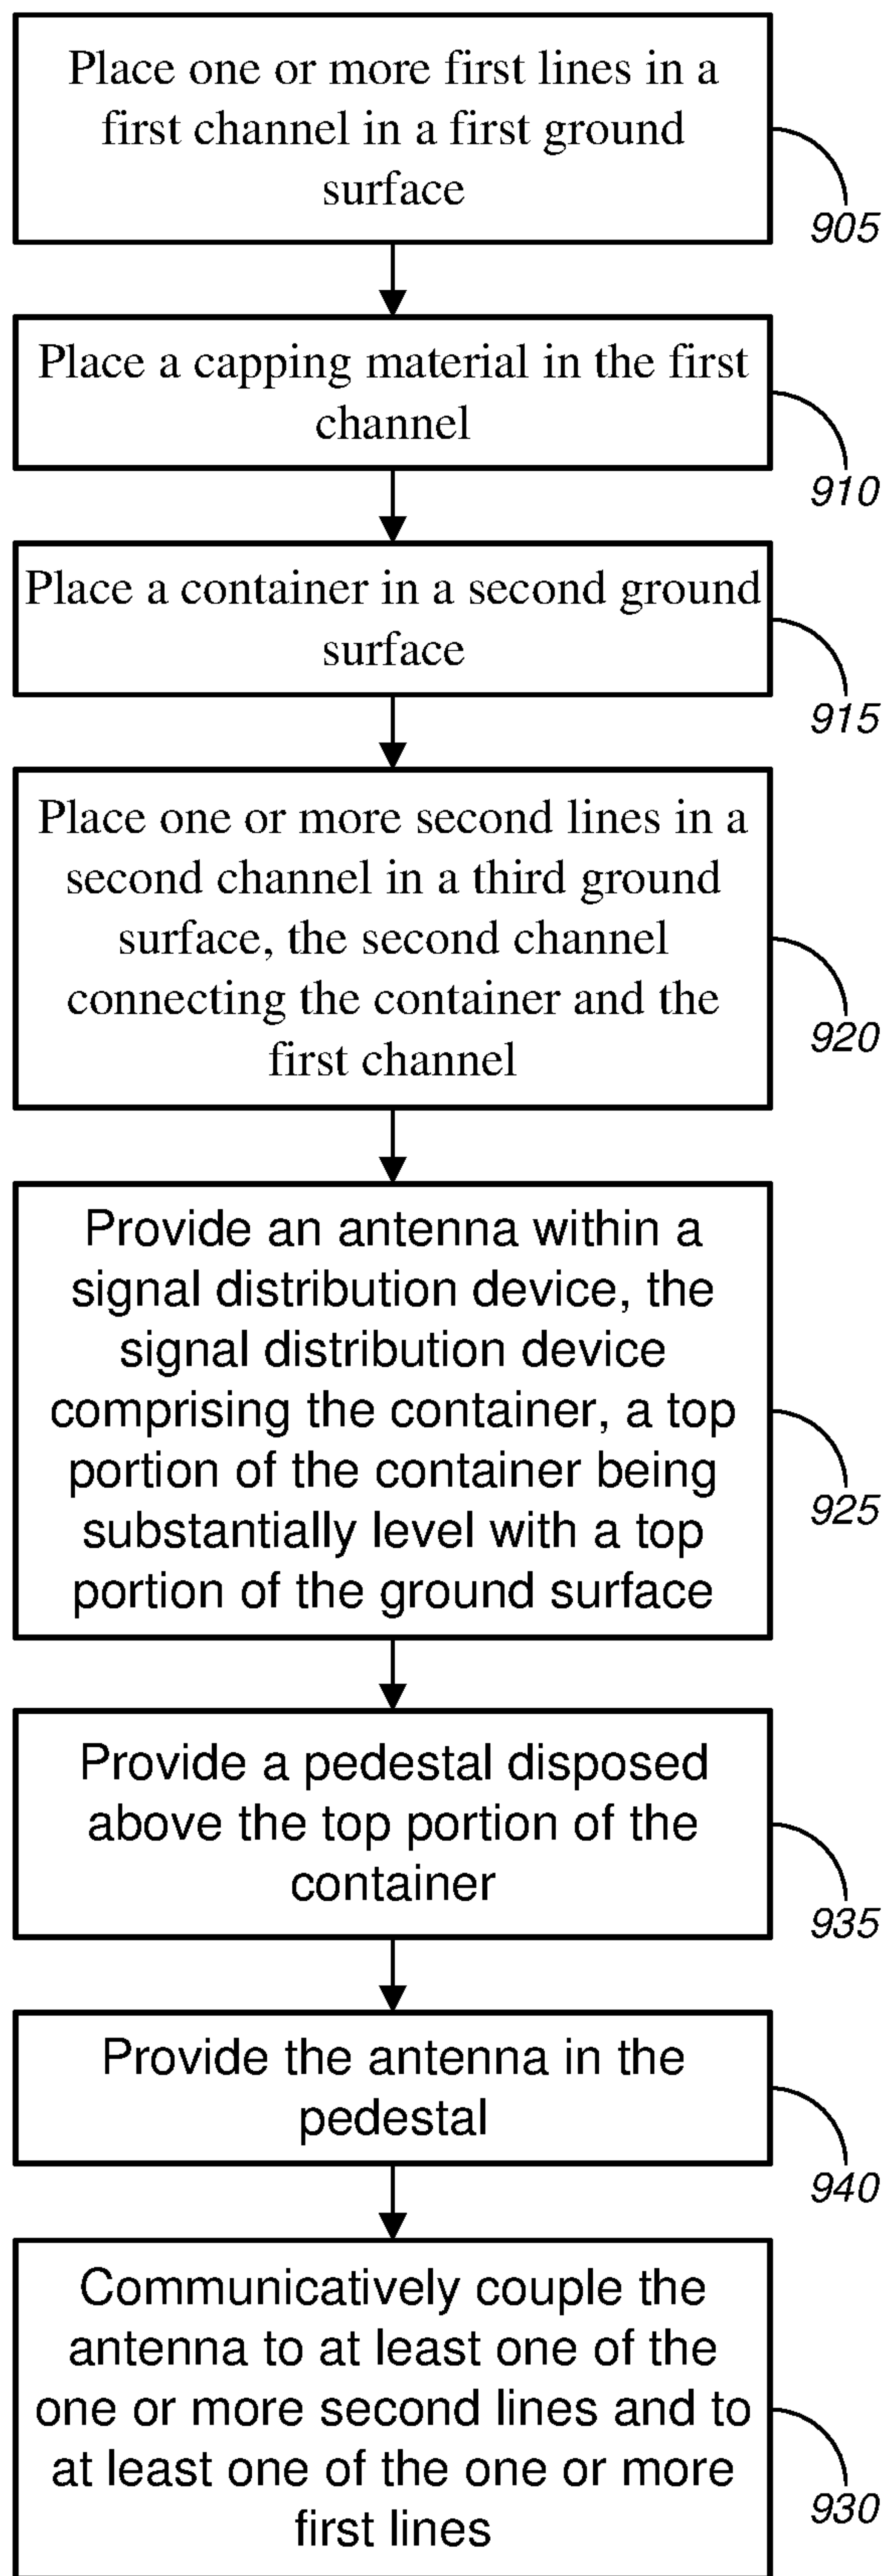 Place one or more first lines in a
first channel in a first ground
surface
905
Place a capping material in the first
channel
910
Place a container in a second ground
surface
915
Place one or more second lines in a
second channel in a third ground
surface, the second channel
connecting the container and the
first channel
920
Provide an antenna within a
signal distribution device, the
signal distribution device
comprising the container, a top
portion of the container being
substantially level with a top
portion of the ground surface
925
Provide a pedestal disposed
above the top portion of the
container
935
Provide the antenna in the
pedestal
940
Communicatively couple the
antenna to at least one of the
one or more second lines and to
at least one of the one or more
first lines
930